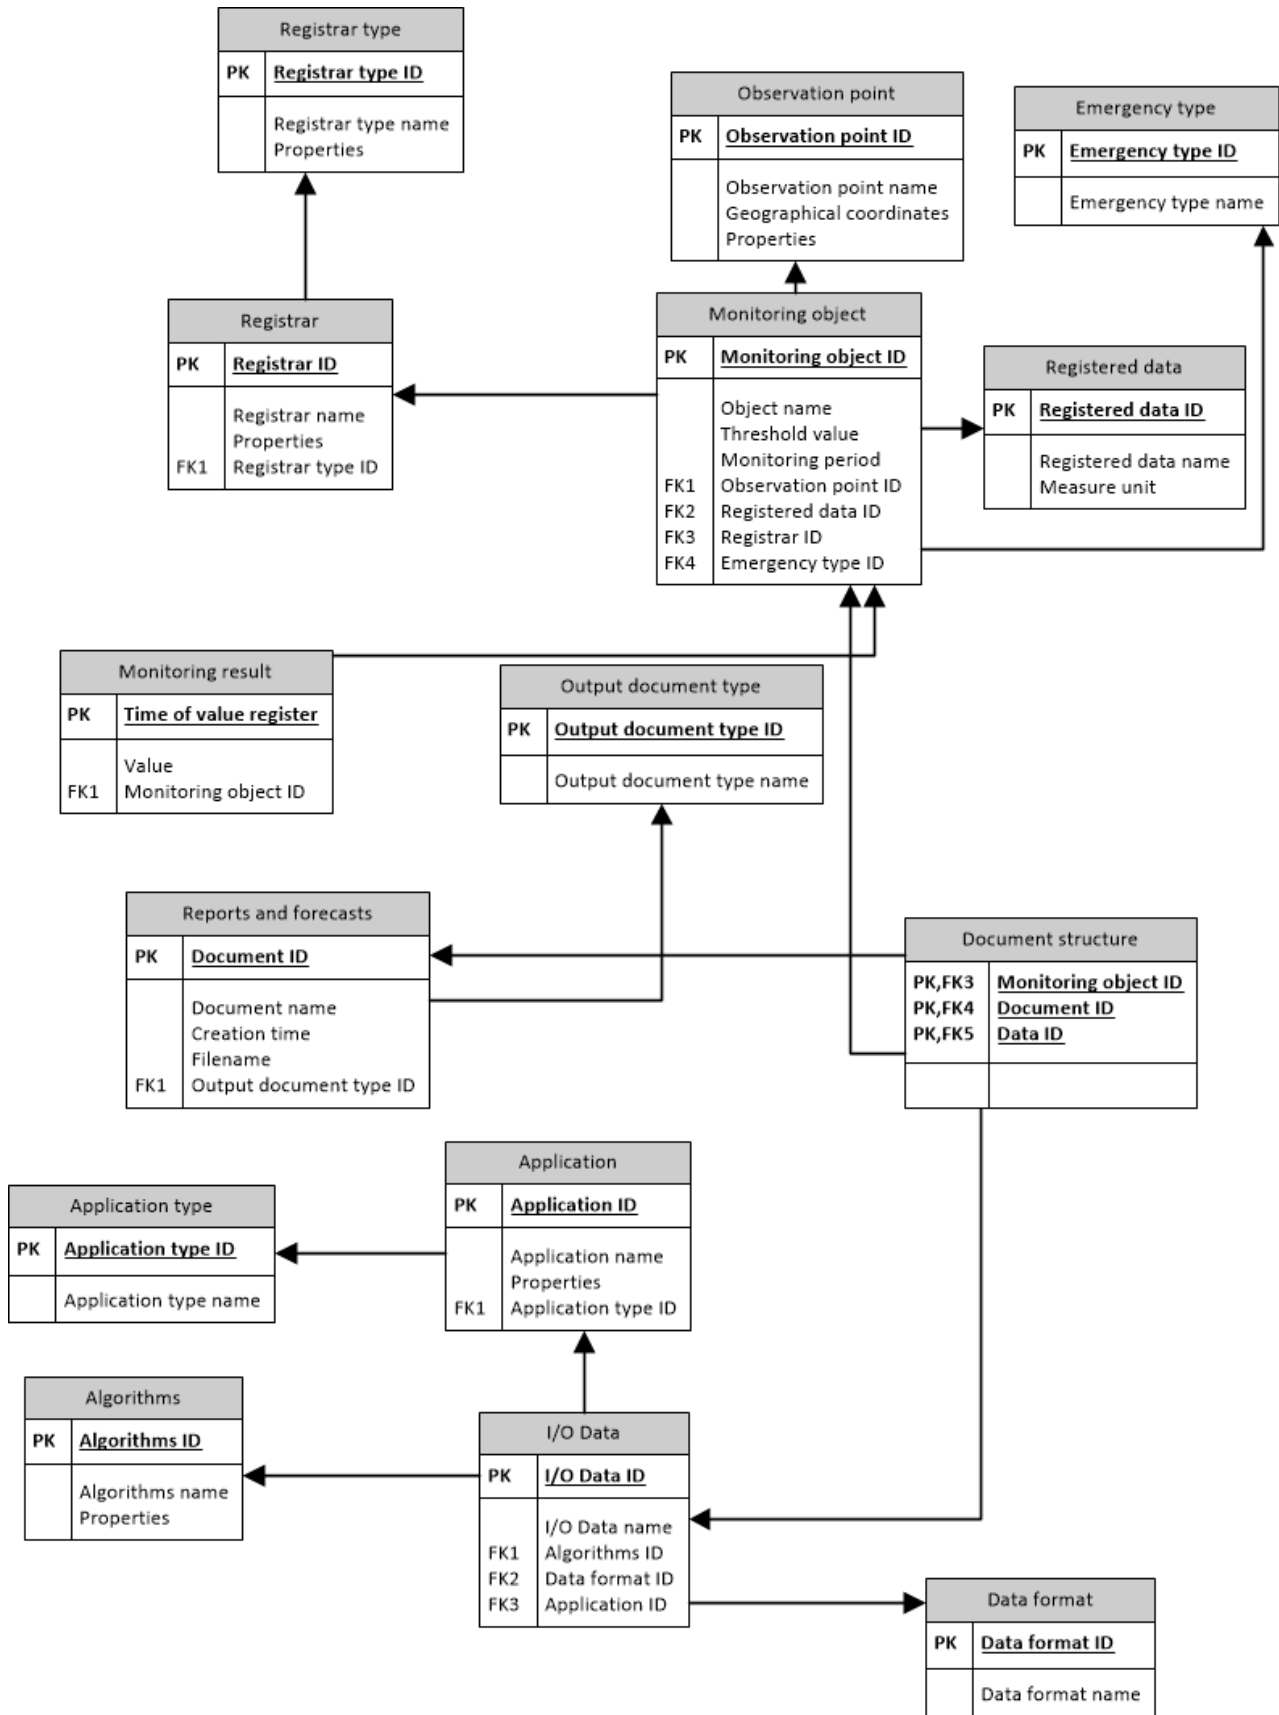 Registrar type
PK Registrar type ID
Registrar type name
Properties
Observation point
PK Observation point ID
Observation point name
Geographical coordinates
Properties
Emergency type
PK Emergency type ID
Emergency type name
Registrar
PK Registrar ID
Registrar name
Properties
FK1 Registrar type ID
Monitoring object
PK Monitoring object ID
Object name
Threshold value
Monitoring period
FK1 Observation point ID
FK2 Registered data ID
FK3 Registrar ID
FK4 Emergency type ID
Registered data
PK Registered data ID
Registered data name
Measure unit
Monitoring result
PK Time of value register
Value
FK1 Monitoring object ID
Output document type
PK Output document type ID
Output document type name
Reports and forecasts
PK Document ID
Document name
Creation time
Filename
FK1 Output document type ID
Document structure
PK,FK3 Monitoring object ID
PK,FK4 Document ID
PK,FK5 Data ID
Application
PK Application ID
Application name
Properties
FK1 Application type ID
Application type
PK Application type ID
Application type name
Algorithms
PK Algorithms ID
Algorithms name
Properties
I/O Data
PK I/O Data ID
I/O Data name
FK1 Algorithms ID
FK2 Data format ID
FK3 Application ID
Data format
PK Data format ID
Data format name